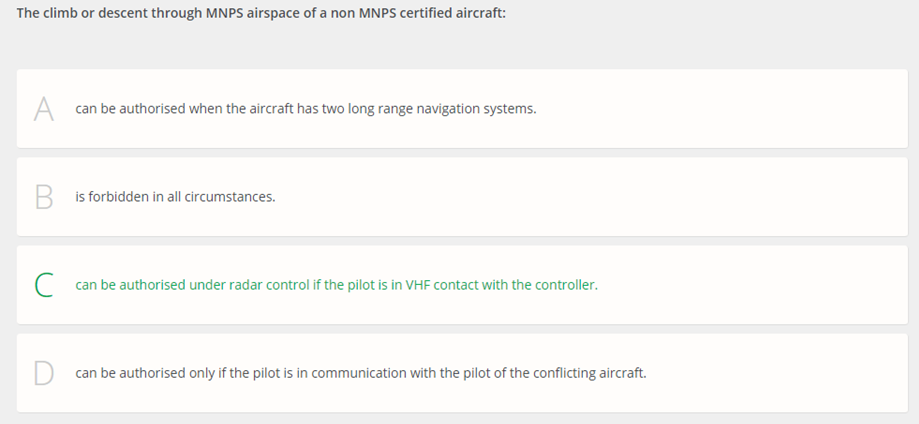 The climb or descent through MNPS airspace of a non MNPS certified aircraft:
A can be authorised when the aircraft has two long range navigation systems.
B is forbidden in all circumstances.
C can be authorised under radar control if the pilot is in VHF contact with the controller.
D can be authorised only if the pilot is in communication with the pilot of the conflicting aircraft.